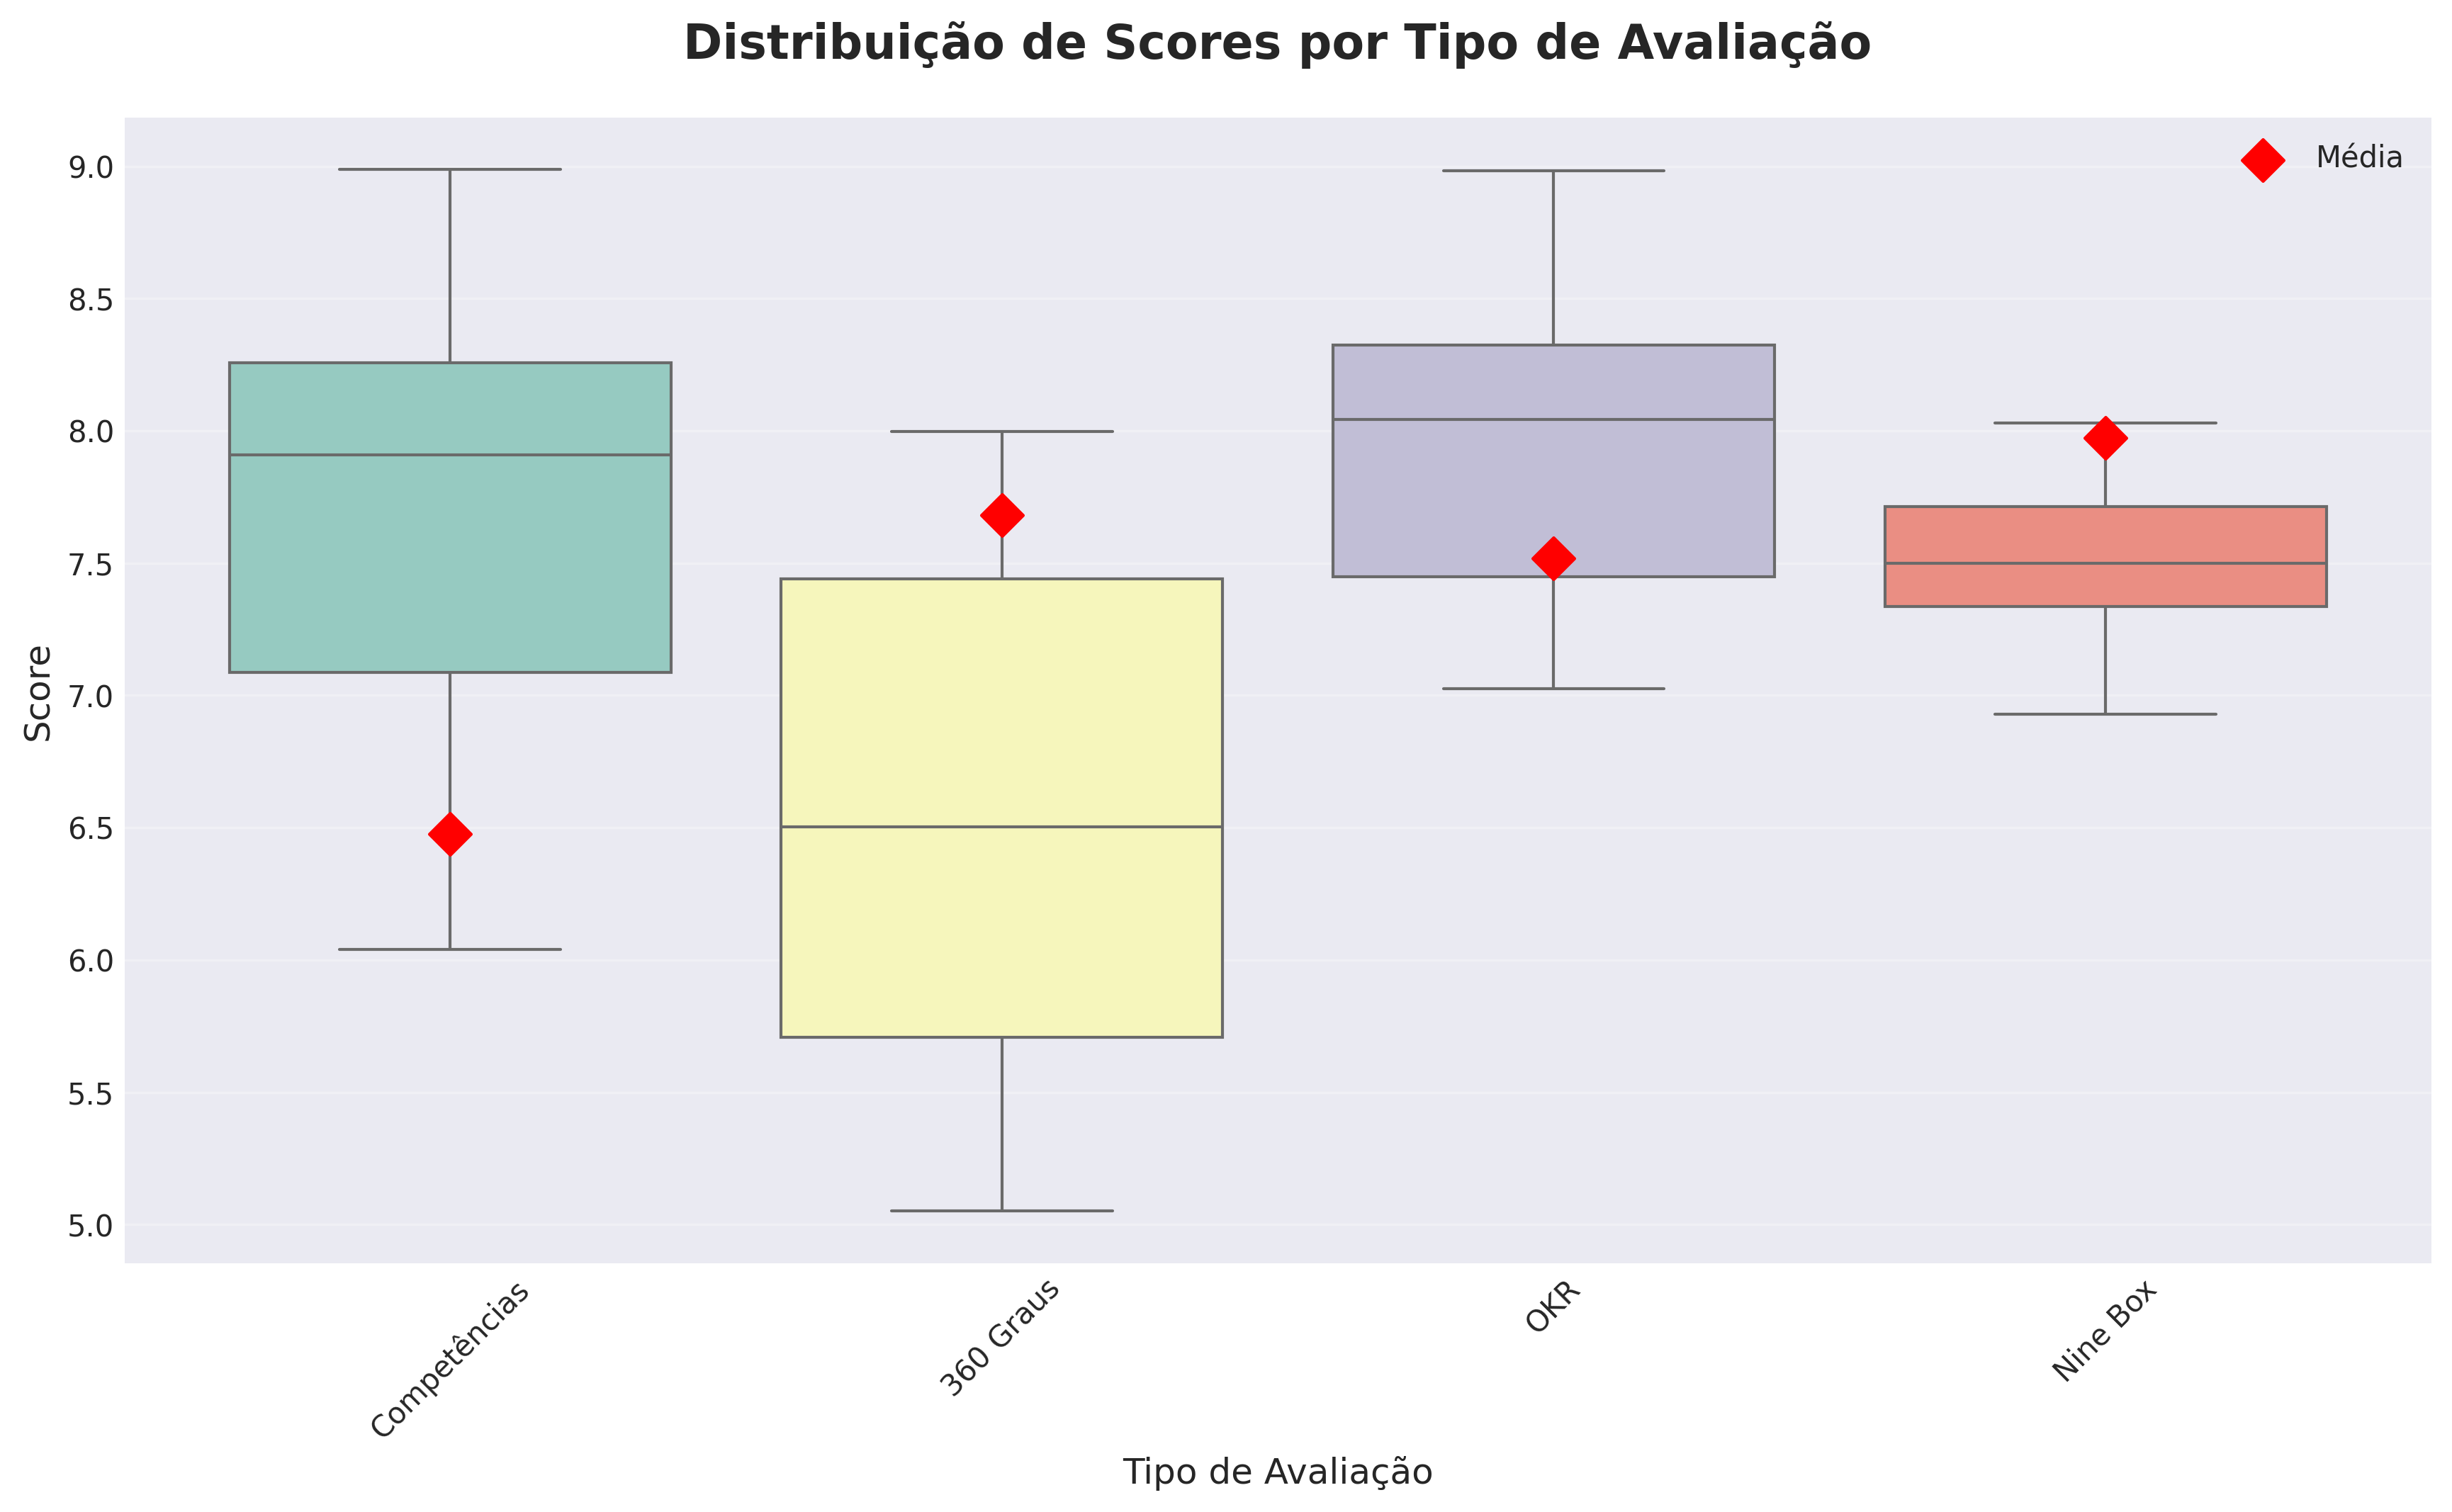 Distribuição de Scores por Tipo de Avaliação
Média
9.0
8.5
8.0
7.5
7.0
6.5
6.0
5.5
5.0
Score
Competências
360 Graus
OKR
Nine Box
Tipo de Avaliação